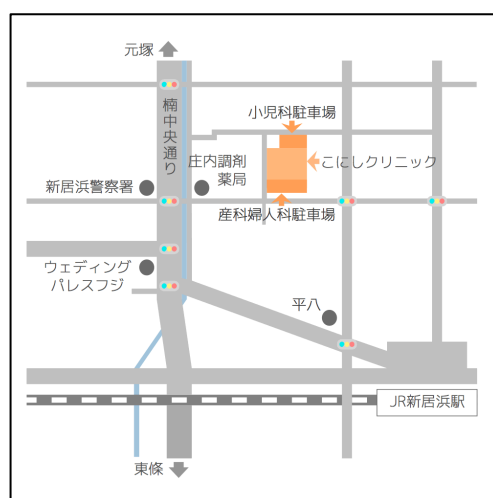 元塚
楠中央通り
小児科駐車場
庄内調剤
薬局
こにしクリニック
新居浜警察署
産科婦人科駐車場
ウェディング
パレスフジ
平八
JR新居浜駅
東條